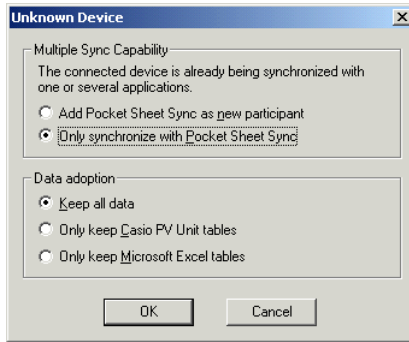 Unknown Device
Multiple Sync Capability
The connected device is already being synchronized with
one or several applications.
Add Pocket Sheet Sync as new participant
Only synchronize with Pocket Sheet Sync
Data adoption
Keep all data
Only keep Casio PV Unit tables
Only keep Microsoft Excel tables
OK
Cancel